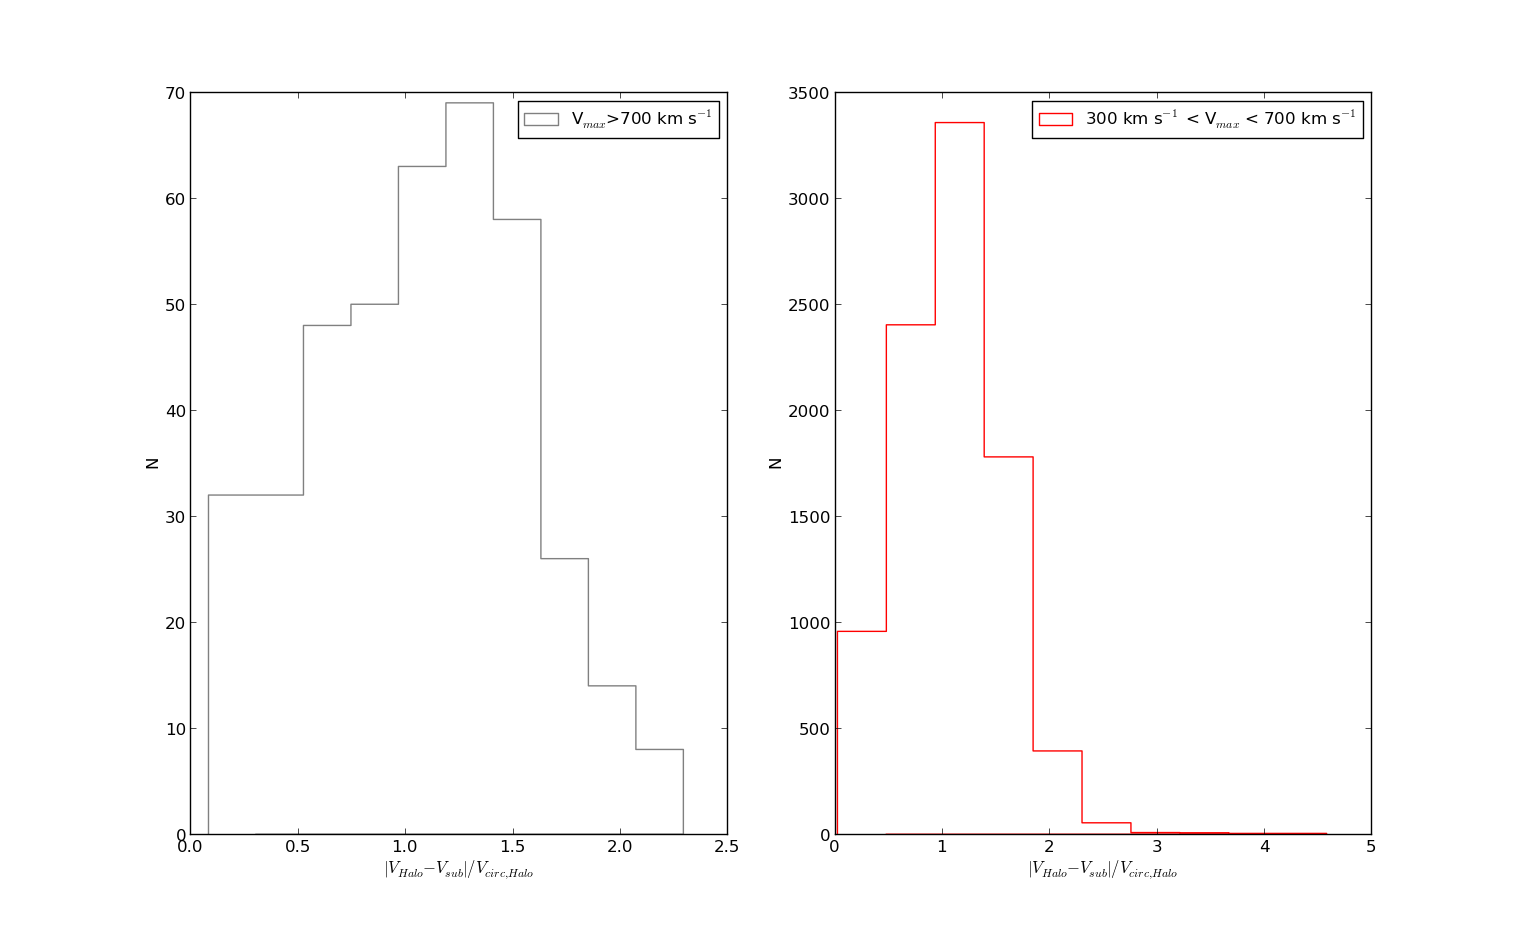 V_max>700 km s^−1
70
60
50
40
30
20
10
0
N
0.0 0.5 1.0 1.5 2.0 2.5
|V_Halo−V_sub|/V_circ,Halo
300 km s^−1 < V_max < 700 km s^−1
3500
3000
2500
2000
1500
1000
500
0
N
0 1 2 3 4 5
|V_Halo−V_sub|/V_circ,Halo